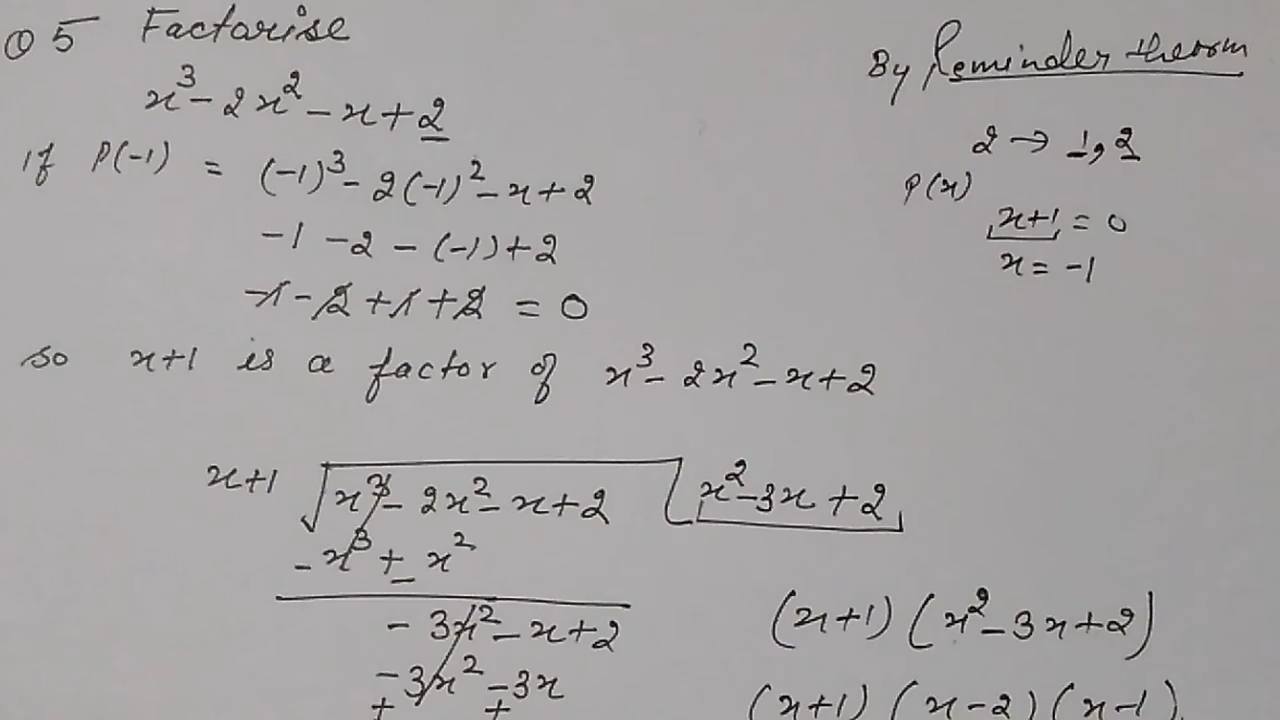 Q 5 Factorise
x³ - 2x² - x + 2
By Reminder theorm
2 → 1, 2
P(x)
x+1 = 0
x = -1
If P(-1) = (-1)³ - 2(-1)² - x + 2
-1 -2 - (-1) + 2
-1 - 2 + 1 + 2 = 0
so x+1 is a factor of x³ - 2x² - x + 2
x+1 √ x³ - 2x² - x + 2 ( x² - 3x + 2
- x³ + x²
-
- 3x² - x + 2
- 3x² - 3x
+ +
(x+1) (x² - 3x + 2)
(x+1) (x-2) (x-1).